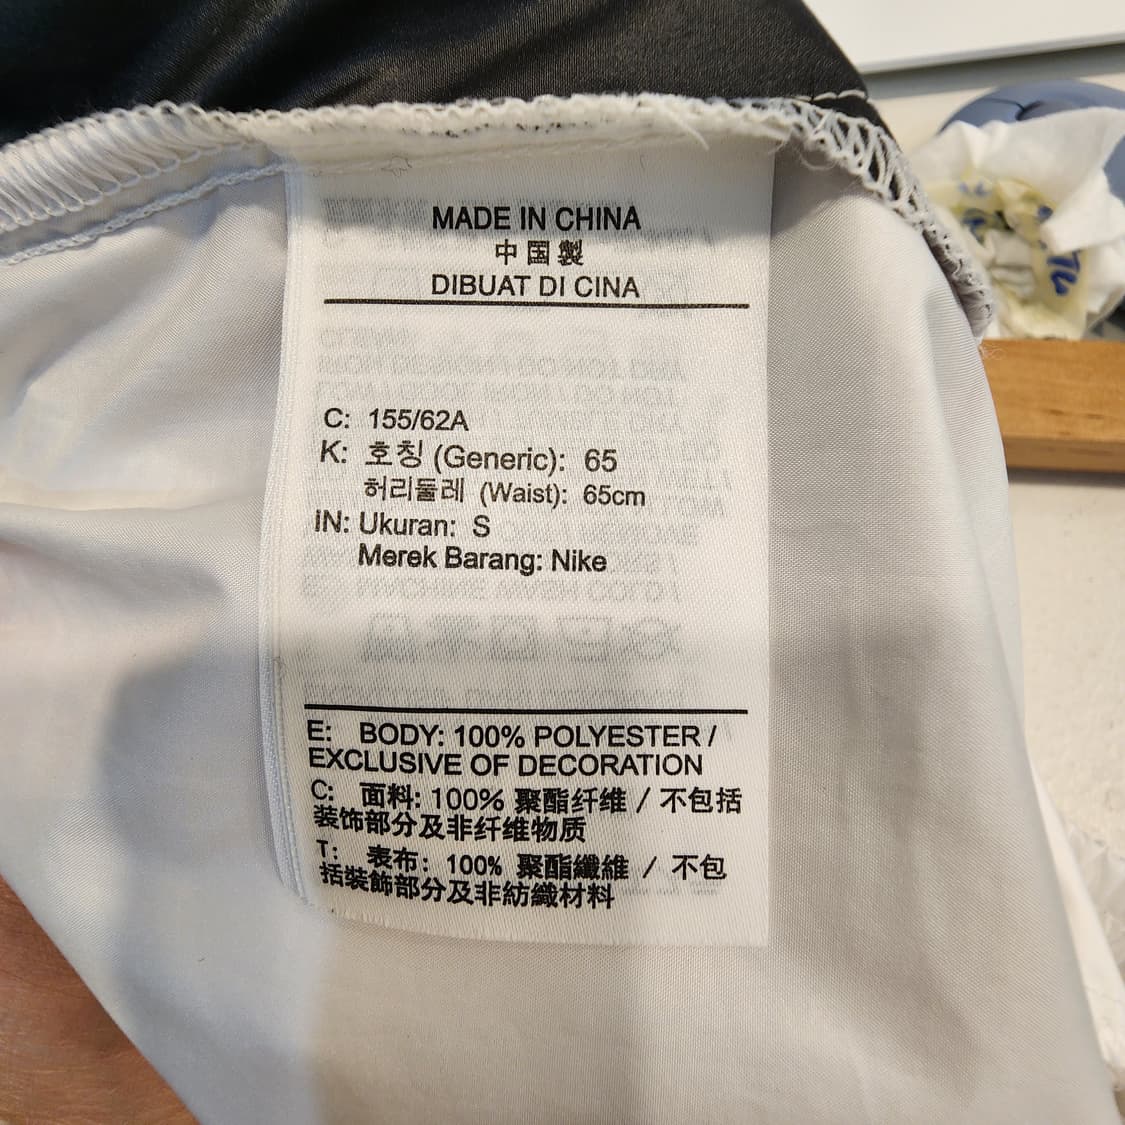 MADE IN CHINA
中国製
DIBUAT DI CINA
C: 155/62A
K: 호칭 (Generic): 65
허리둘레 (Waist): 65cm
IN: Ukuran: S
Merek Barang: Nike
E: BODY: 100% POLYESTER /
EXCLUSIVE OF DECORATION
C: 面料: 100% 聚酯纤维 / 不包括
装饰部分及非纤维物质
T: 表布: 100% 聚酯纖維 / 不包
括裝飾部分及非紡織材料